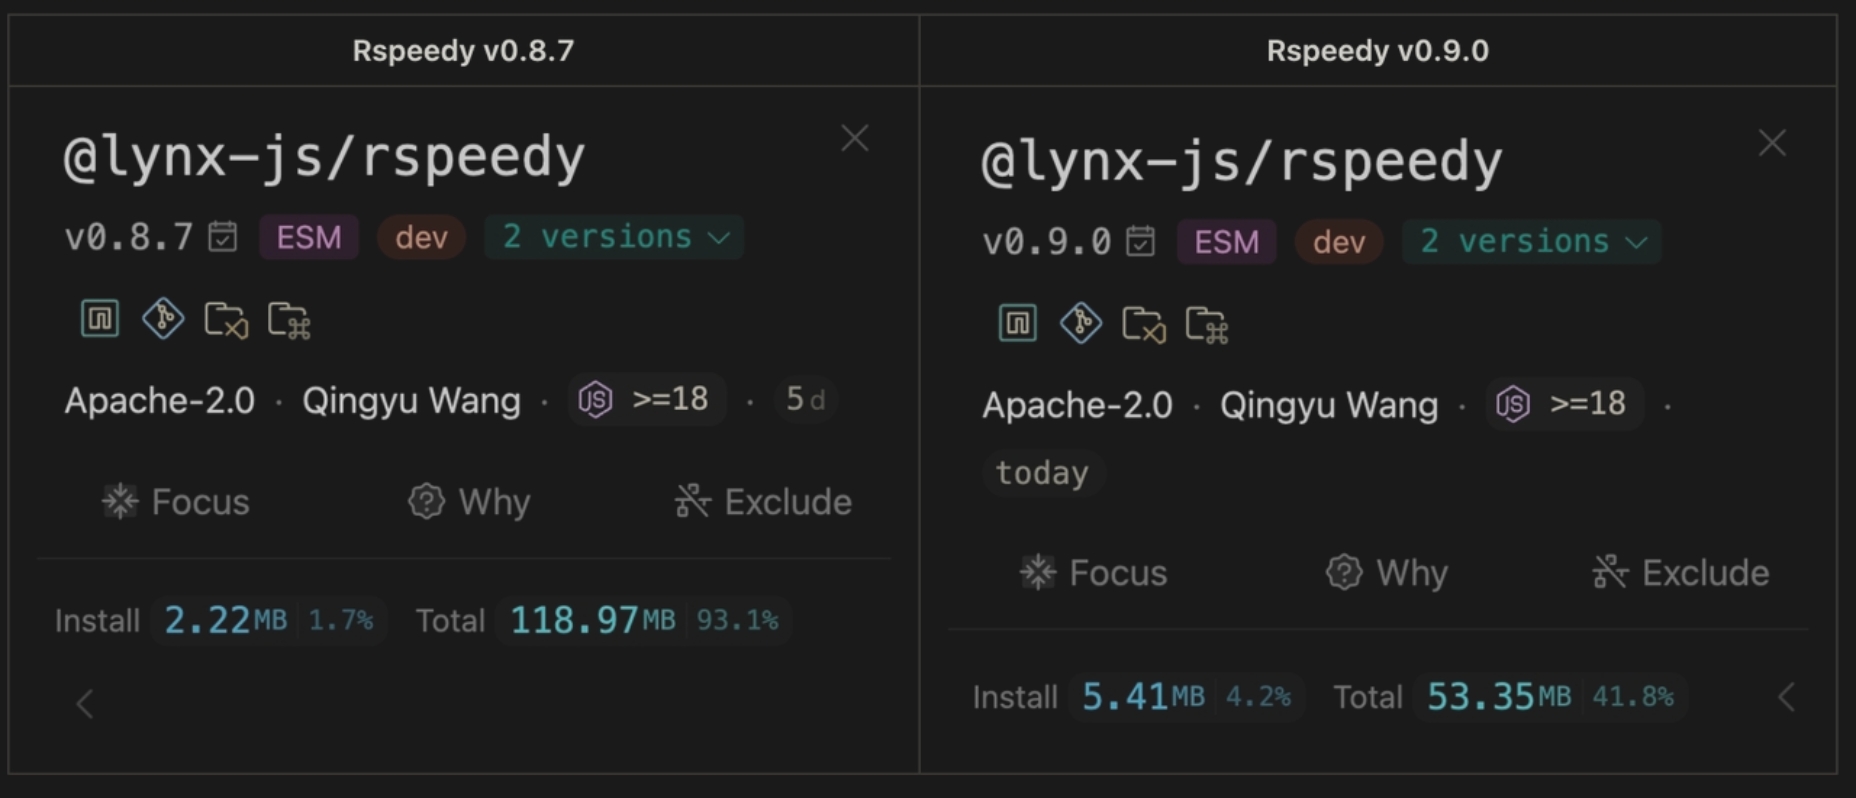 Rspeedy v0.8.7
@lynx-js/rspeedy
v0.8.7 ESM dev 2 versions
Apache-2.0 · Qingyu Wang · JS >=18 · 5d
Focus Why Exclude
Install 2.22MB 1.7% Total 118.97MB 93.1%
Rspeedy v0.9.0
@lynx-js/rspeedy
v0.9.0 ESM dev 2 versions
Apache-2.0 · Qingyu Wang · JS >=18 ·
today
Focus Why Exclude
Install 5.41MB 4.2% Total 53.35MB 41.8%